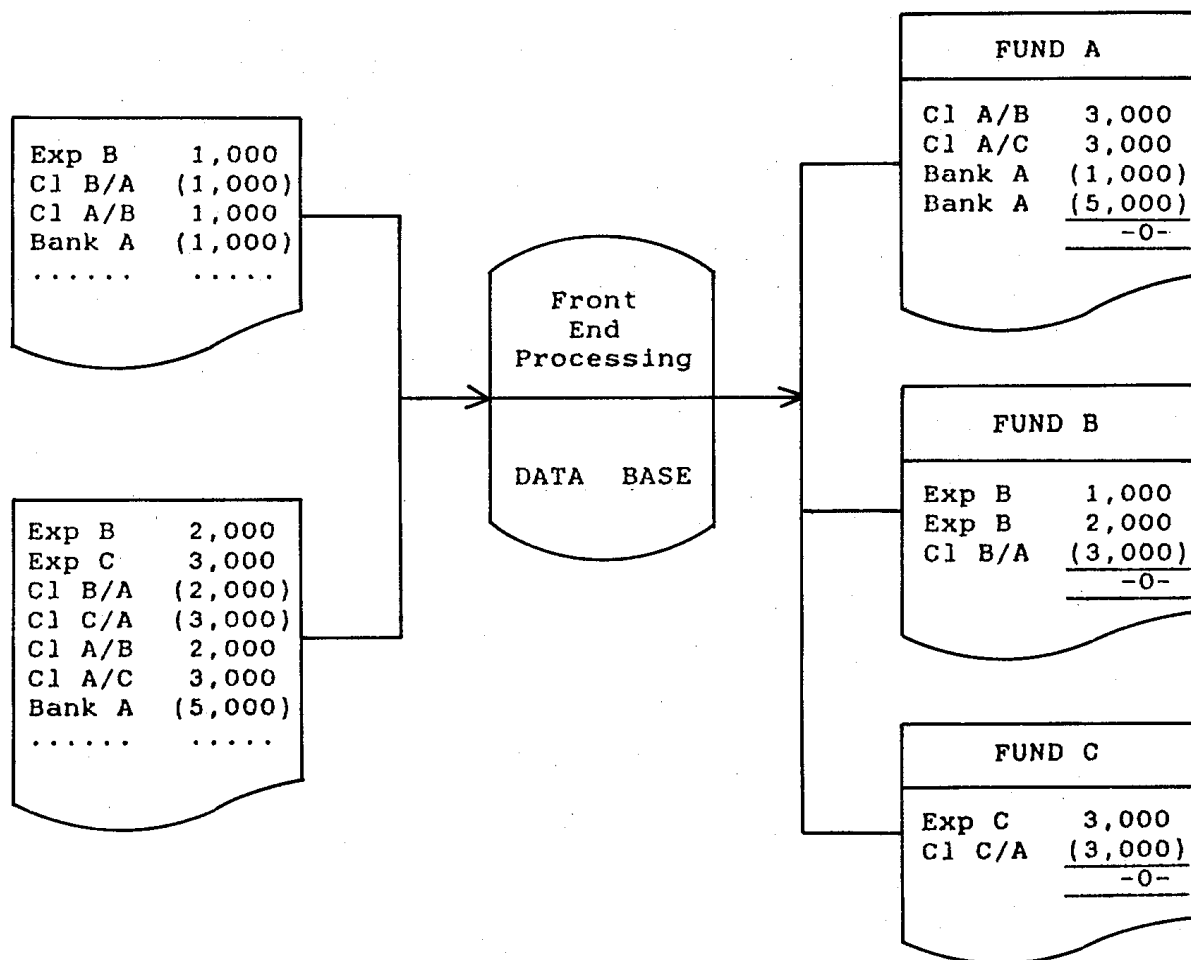 Exp B 1,000
Cl B/A (1,000)
Cl A/B 1,000
Bank A (1,000)
...... .....
Exp B 2,000
Exp C 3,000
Cl B/A (2,000)
Cl C/A (3,000)
Cl A/B 2,000
Cl A/C 3,000
Bank A (5,000)
...... .....
Front
End
Processing
DATA BASE
FUND A
Cl A/B 3,000
Cl A/C 3,000
Bank A (1,000)
Bank A (5,000)
-0-
FUND B
Exp B 1,000
Exp B 2,000
Cl B/A (3,000)
-0-
FUND C
Exp C 3,000
Cl C/A (3,000)
-0-